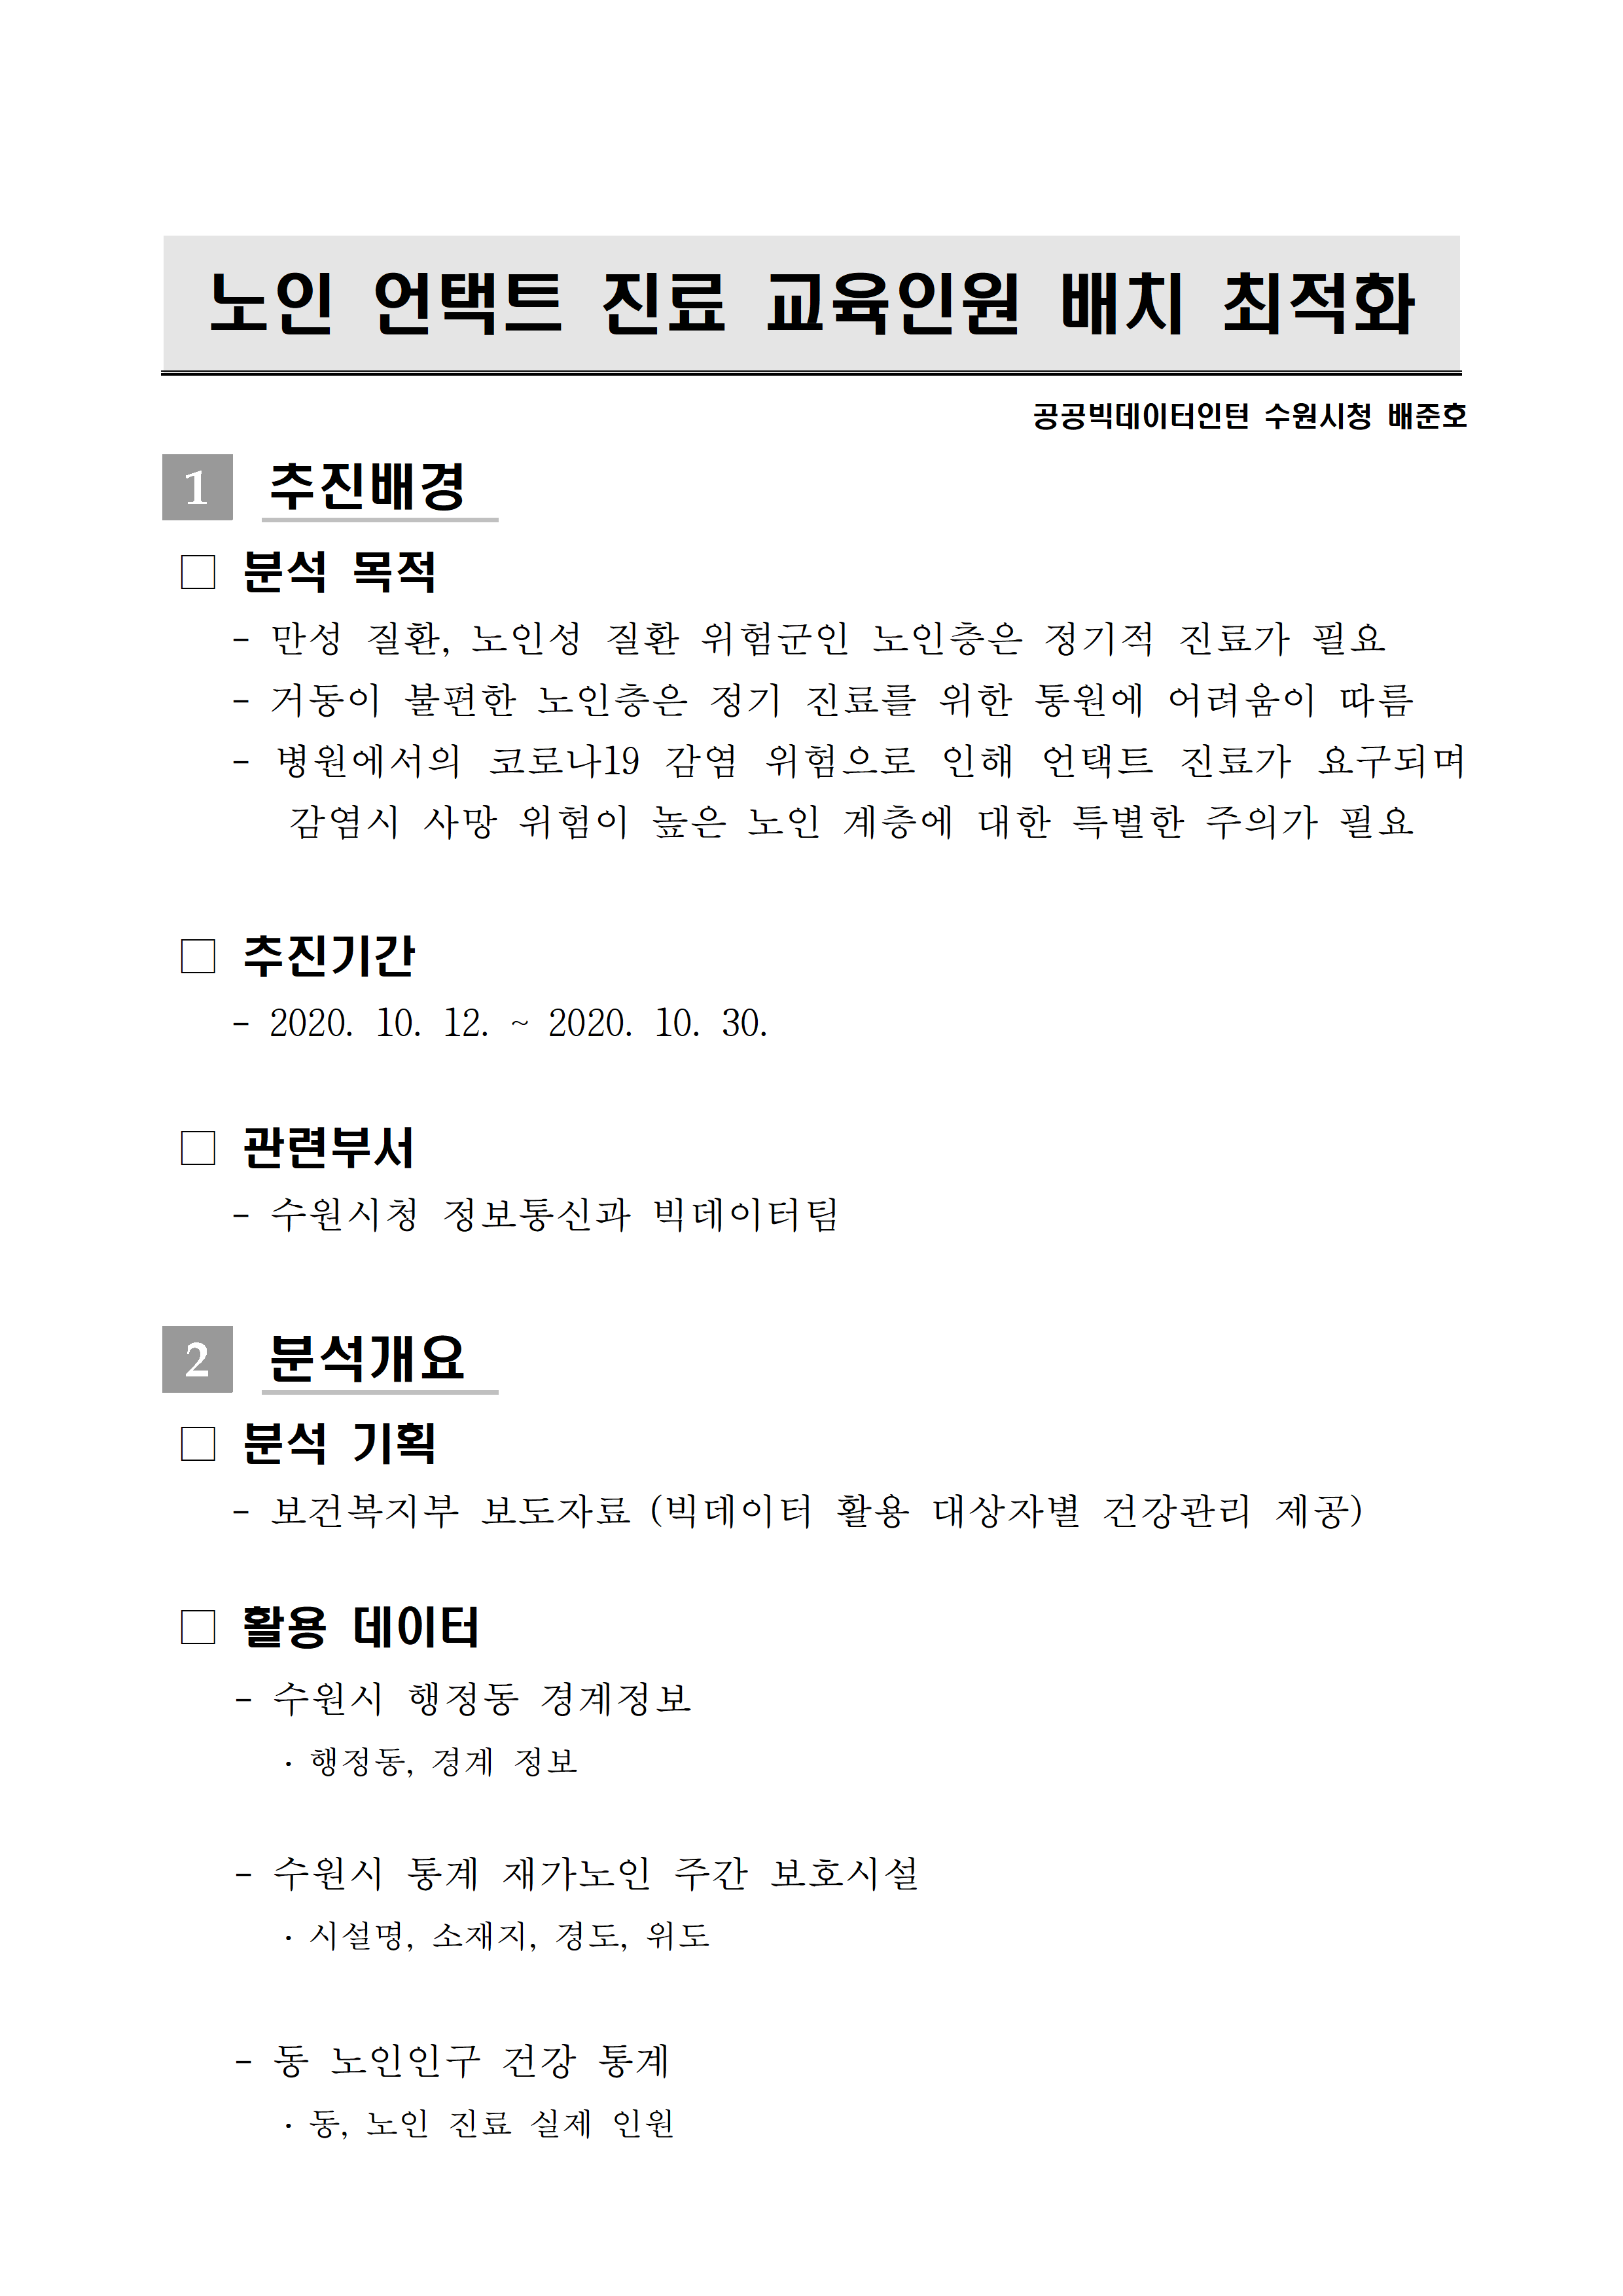 노인 언택트 진료 교육인원 배치 최적화
공공빅데이터인턴 수원시청 배준호
1 추진배경
□ 분석 목적
- 만성 질환, 노인성 질환 위험군인 노인층은 정기적 진료가 필요
- 거동이 불편한 노인층은 정기 진료를 위한 통원에 어려움이 따름
- 병원에서의 코로나19 감염 위험으로 인해 언택트 진료가 요구되며
감염시 사망 위험이 높은 노인 계층에 대한 특별한 주의가 필요
□ 추진기간
- 2020. 10. 12. ~ 2020. 10. 30.
□ 관련부서
- 수원시청 정보통신과 빅데이터팀
2 분석개요
□ 분석 기획
- 보건복지부 보도자료 (빅데이터 활용 대상자별 건강관리 제공)
□ 활용 데이터
- 수원시 행정동 경계정보
· 행정동, 경계 정보
- 수원시 통계 재가노인 주간 보호시설
· 시설명, 소재지, 경도, 위도
- 동 노인인구 건강 통계
· 동, 노인 진료 실제 인원